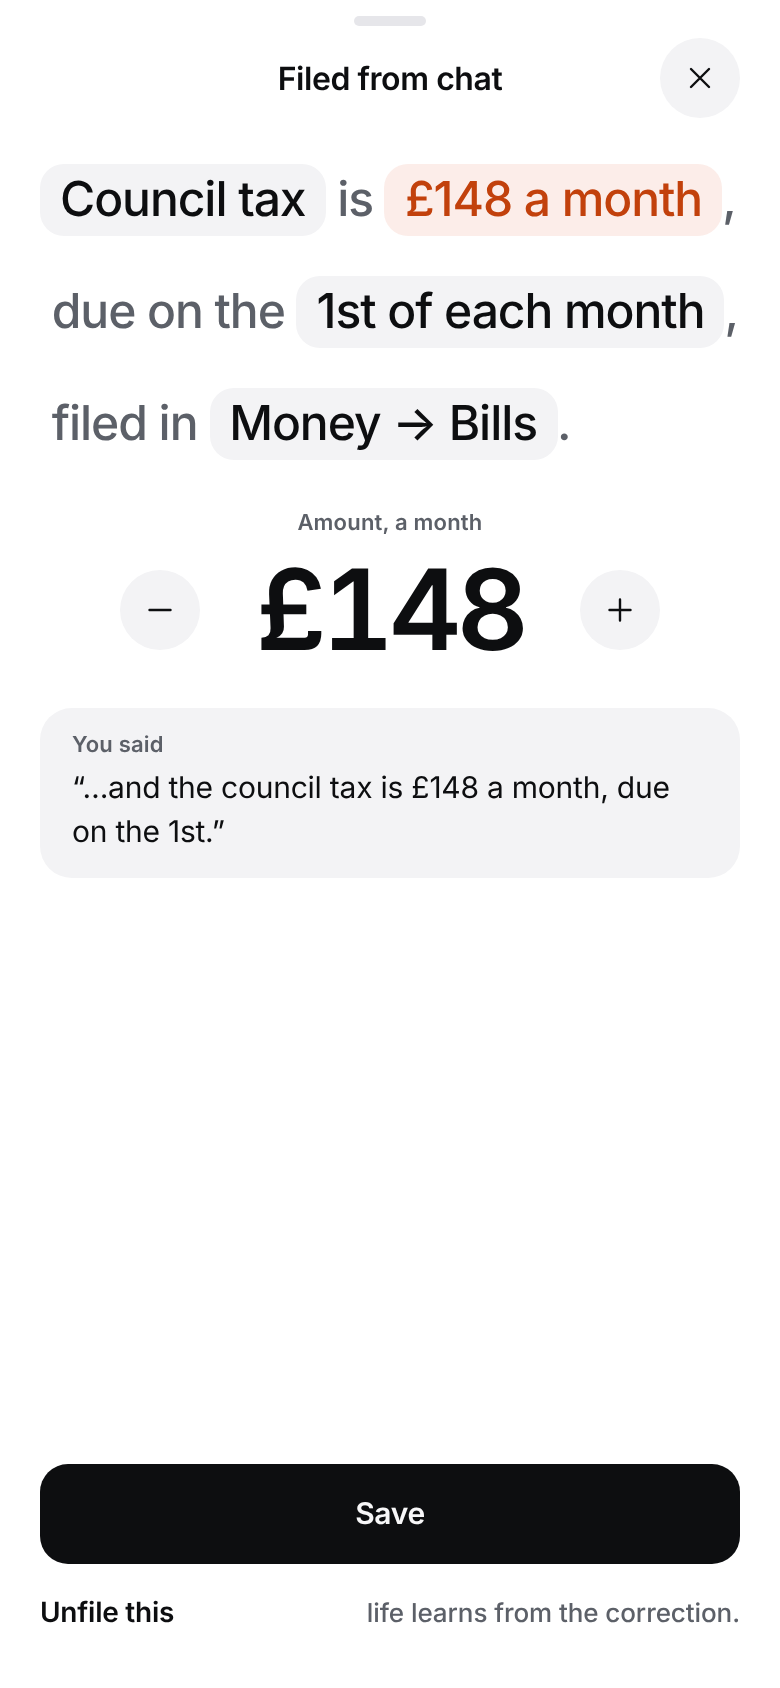 Filed from chat
Council tax is £148 a month,
due on the 1st of each month,
filed in Money → Bills.
Amount, a month
£148
You said
“…and the council tax is £148 a month, due
on the 1st.”
Save
Unfile this
life learns from the correction.